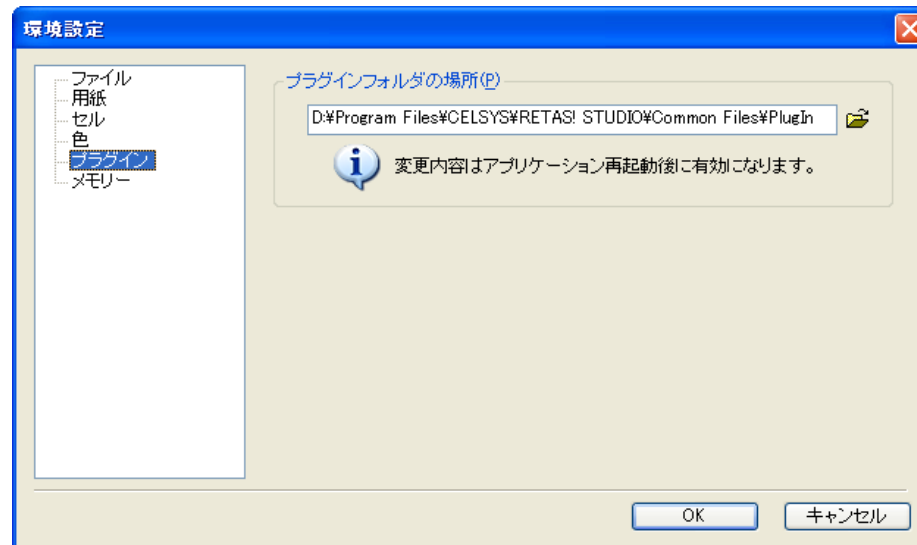 環境設定
ファイル
用紙
セル
色
プラグイン
メモリー
プラグインフォルダの場所(P)
D:¥Program Files¥CELSYS¥RETAS! STUDIO¥Common Files¥PlugIn
変更内容はアプリケーション再起動後に有効になります。
OK
キャンセル